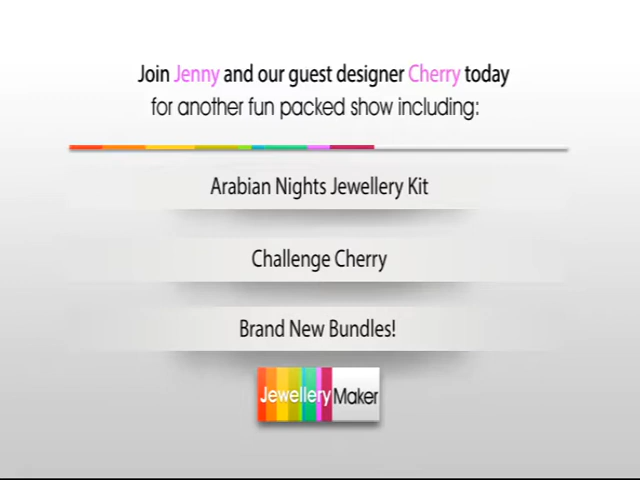 Join Jenny and our guest designer Cherry today
for another fun packed show including:
Arabian Nights Jewellery Kit
Challenge Cherry
Brand New Bundles!
JewelleryMaker